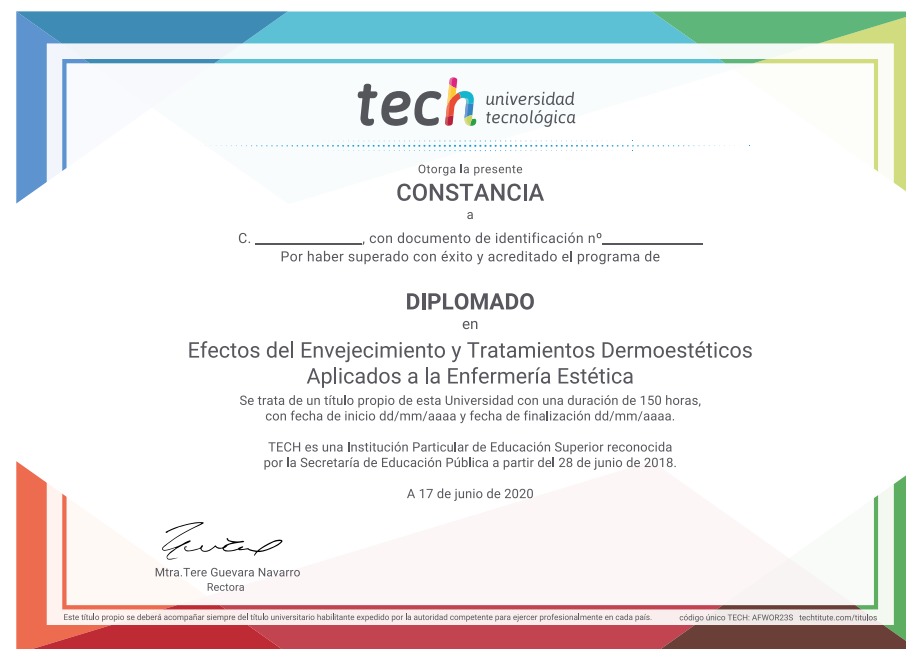 tech universidad
tecnológica
Otorga la presente
CONSTANCIA
a
C. ____________, con documento de identificación nº____________
Por haber superado con éxito y acreditado el programa de
DIPLOMADO
en
Efectos del Envejecimiento y Tratamientos Dermoestéticos
Aplicados a la Enfermería Estética
Se trata de un título propio de esta Universidad con una duración de 150 horas,
con fecha de inicio dd/mm/aaaa y fecha de finalización dd/mm/aaaa.
TECH es una Institución Particular de Educación Superior reconocida
por la Secretaría de Educación Pública a partir del 28 de junio de 2018.
A 17 de junio de 2020
Mtra.Tere Guevara Navarro
Rectora
Este título propio se deberá acompañar siempre del título universitario habilitante expedido por la autoridad competente para ejercer profesionalmente en cada país. código único TECH: AFWOR23S techtitute.com/titulos